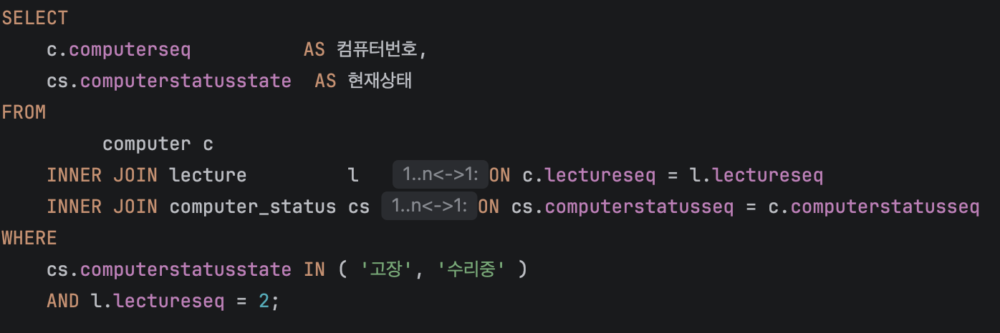 SELECT
    c.computerseq          AS 컴퓨터번호,
    cs.computerstatusstate  AS 현재상태
FROM
         computer c
    INNER JOIN lecture         l   1..n<->1: ON c.lectureseq = l.lectureseq
    INNER JOIN computer_status cs 1..n<->1: ON cs.computerstatusseq = c.computerstatusseq
WHERE
    cs.computerstatusstate IN ( '고장', '수리중' )
    AND l.lectureseq = 2;